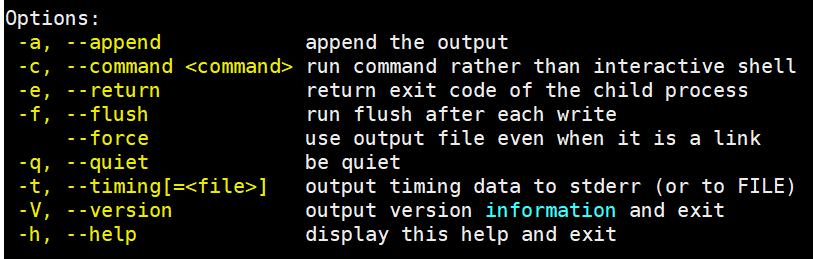 Options:
 -a, --append            append the output
 -c, --command <command> run command rather than interactive shell
 -e, --return            return exit code of the child process
 -f, --flush             run flush after each write
     --force             use output file even when it is a link
 -q, --quiet             be quiet
 -t, --timing[=<file>]   output timing data to stderr (or to FILE)
 -V, --version           output version information and exit
 -h, --help              display this help and exit